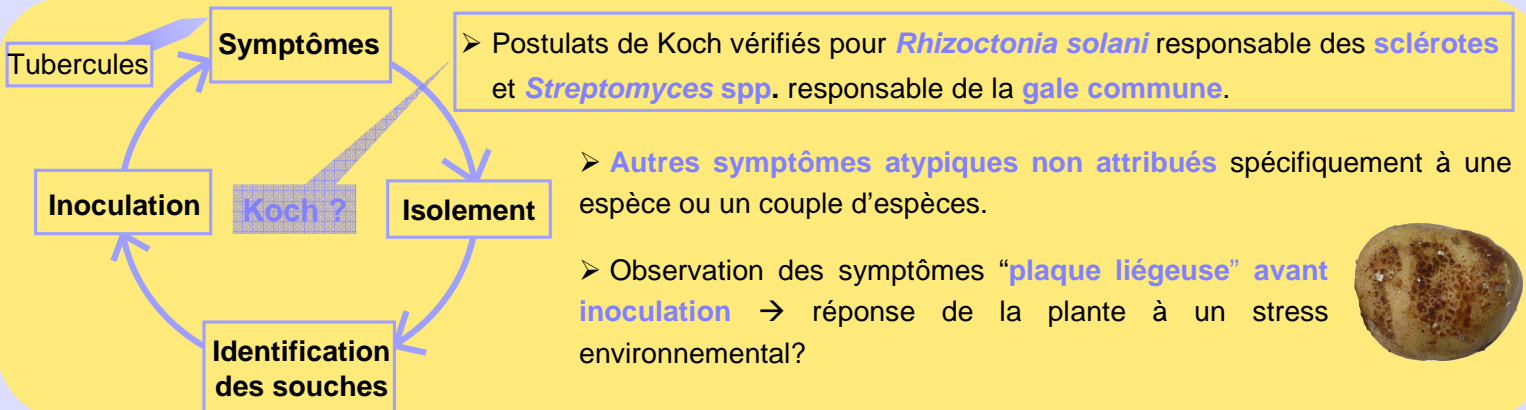 Tubercules
Symptômes
Inoculation
Koch ?
Isolement
Identification
des souches
➢ Postulats de Koch vérifiés pour Rhizoctonia solani responsable des sclérotes
et Streptomyces spp. responsable de la gale commune.
➢ Autres symptômes atypiques non attribués spécifiquement à une
espèce ou un couple d'espèces.
➢ Observation des symptômes “plaque liégeuse” avant
inoculation → réponse de la plante à un stress
environnemental?